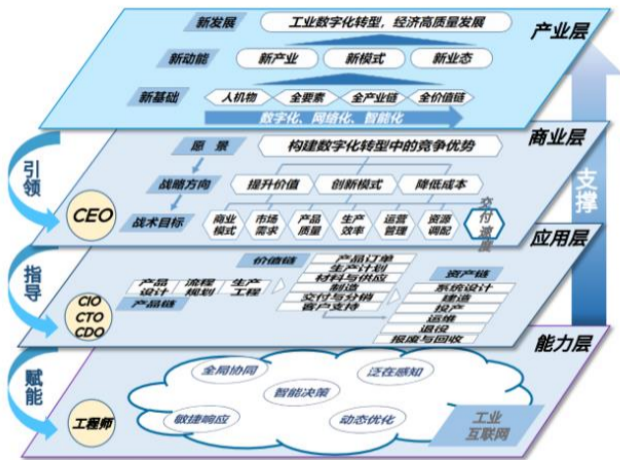 新发展
工业数字化转型，经济高质量发展
产业层
新动能
新产业
新模式
新业态
新基础
人机物
全要素
全产业链
全价值链
数字化、网络化、智能化
引领
支撑
愿 景
构建数字化转型中的竞争优势
商业层
战略方向
提升价值
创新模式
降低成本
CEO
战术目标
商业
模式
市场
需求
产品
质量
生产
效率
运营
管理
资源
调配
交付速度
指导
应用层
价值链
产品订单
生产计划
材料与供应
制造
交付与分销
客户支持
产品
设计
流程
规划
生产
工程
产品链
资产链
系统设计
建造
投产
运维
退役
报废与回收
CIO
CTO
CDO
赋能
能力层
全局协同
泛在感知
智能决策
敏捷响应
动态优化
工程师
工业
互联网